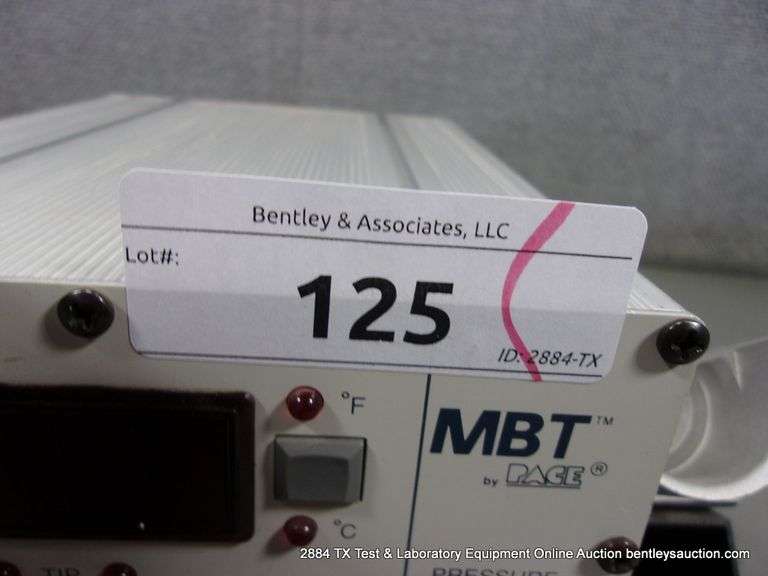 Bentley & Associates, LLC
Lot#:
125
ID: 2884-TX
°F
MBT™
by PACE®
°C
TIP
PRESSURE
2884 TX Test & Laboratory Equipment Online Auction bentleysauction.com